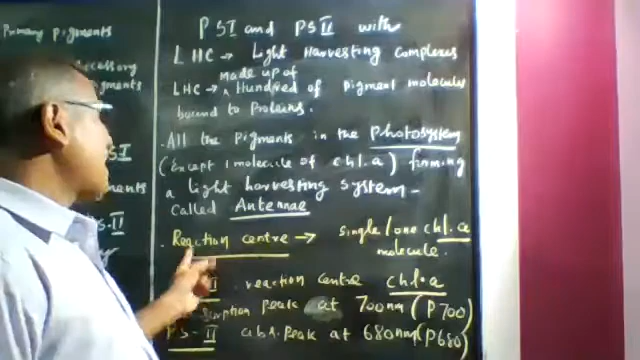 Primary pigments
PS I and PS II with
LHC → Light Harvesting complexes
made up of
LHC → ^ Hundred of pigment molecules
bound to Proteins.
. All the pigments in the Photosystem
(Except 1 molecule of chl.a) forming
a light harvesting system
called Antennae
. Reaction centre → single/one chl.a
molecule.
reaction centre chl.a
peak at 700nm (P700)
PS - II abs. peak at 680nm (P680)